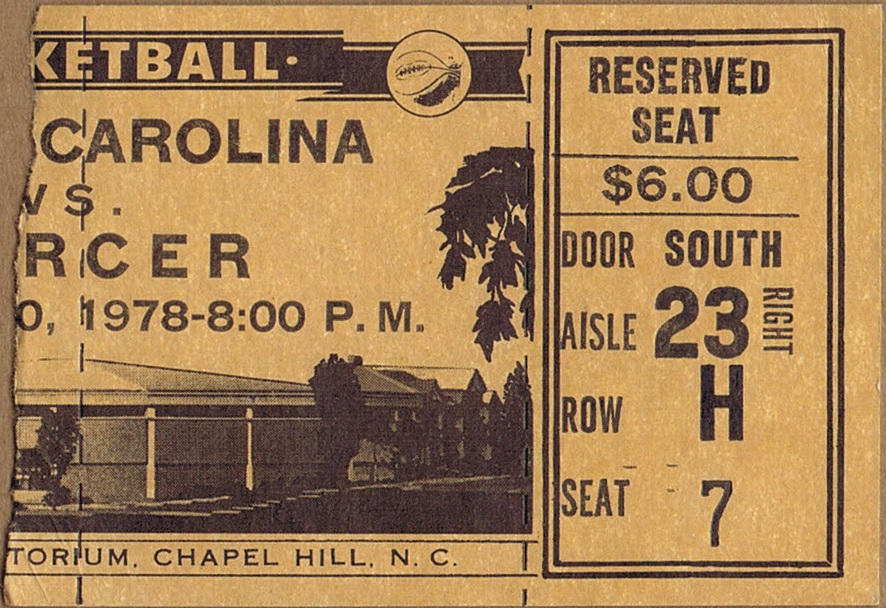 KETBALL·
CAROLINA
VS.
RCER
0, 1978-8:00 P. M.
TORIUM, CHAPEL HILL, N. C.
RESERVED
SEAT
$6.00
DOOR SOUTH
AISLE 23 RIGHT
ROW H
SEAT 7